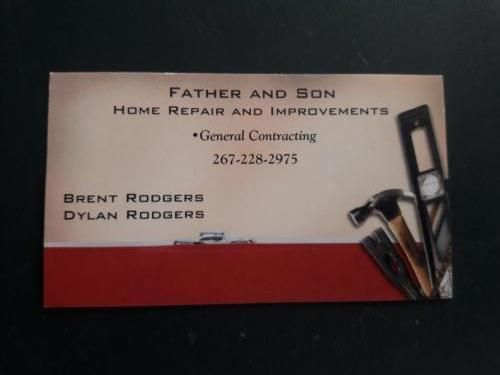 Father and Son
Home Repair and Improvements
•General Contracting
267-228-2975
Brent Rodgers
Dylan Rodgers